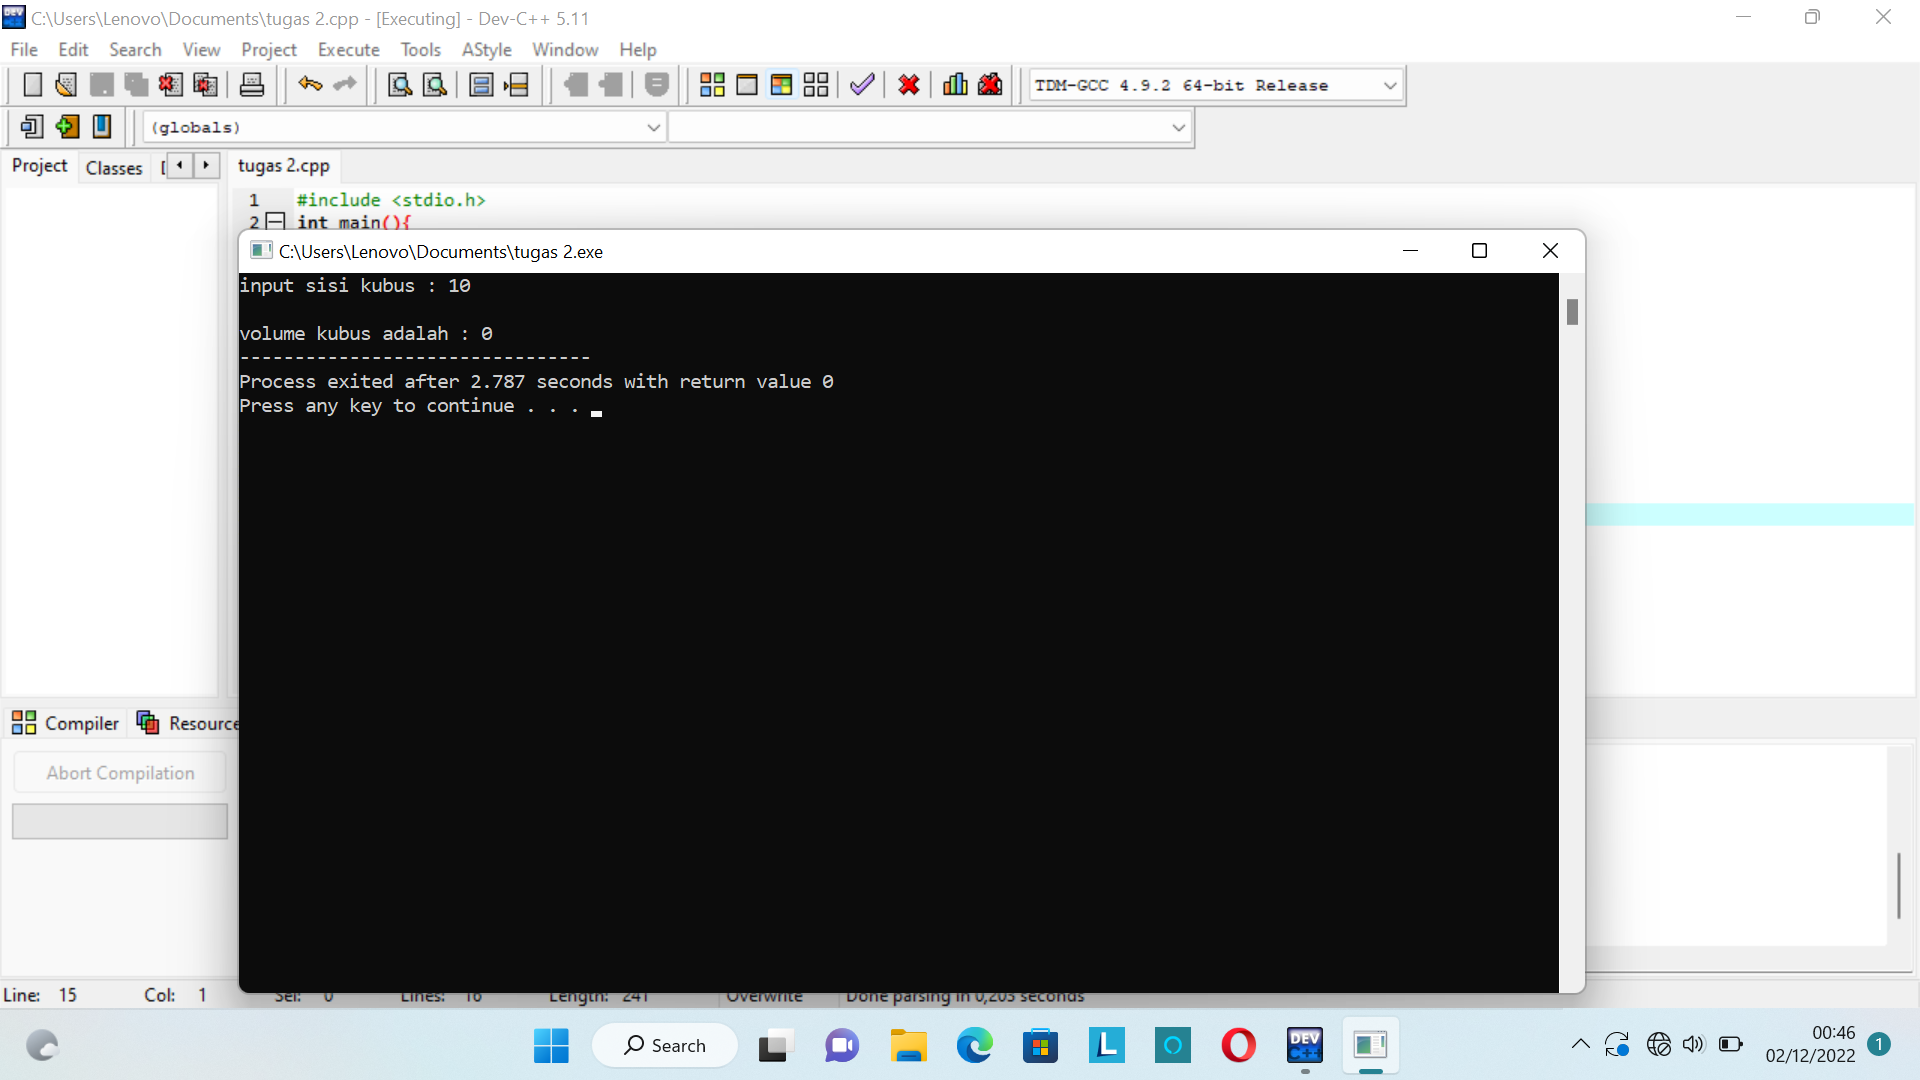 C:\Users\Lenovo\Documents\tugas 2.cpp - [Executing] - Dev-C++ 5.11
File Edit Search View Project Execute Tools AStyle Window Help
TDM-GCC 4.9.2 64-bit Release
(globals)
Project Classes tugas 2.cpp
1 #include <stdio.h>
2 int main(){
C:\Users\Lenovo\Documents\tugas 2.exe
input sisi kubus : 10
volume kubus adalah : 0
--------------------------------
Process exited after 2.787 seconds with return value 0
Press any key to continue . . .
Compiler Resource
Abort Compilation
Line: 15 Col: 1 Sel: 0 Lines: 16 Length: 241 Overwrite Done parsing in 0,203 seconds
DEV C++
L
Search
00:46
02/12/2022
1